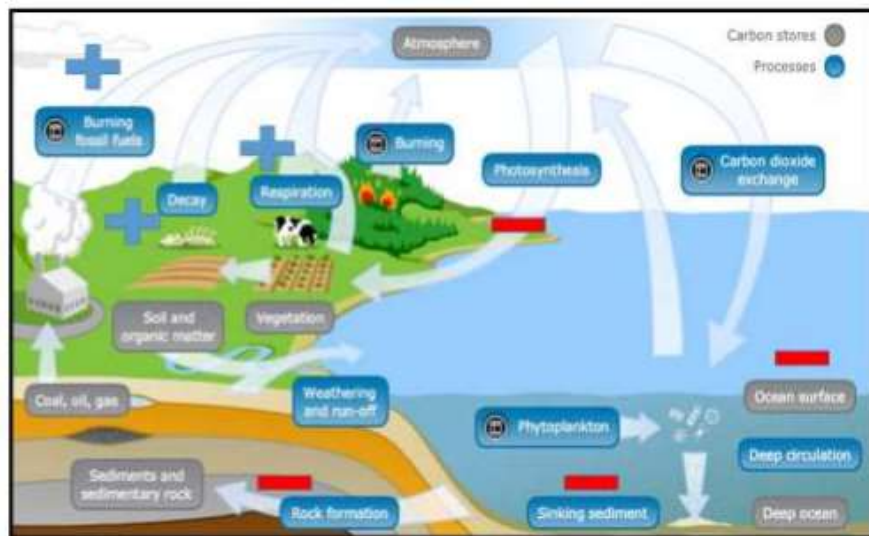 Atmosphere
Carbon stores
Processes
Burning
fossil fuels
Burning
Decay
Respiration
Photosynthesis
Carbon dioxide
exchange
Soil and
organic matter
Vegetation
Coal, oil, gas
Weathering
and run-off
Ocean surface
Phytoplankton
Deep circulation
Sediments and
sedimentary rock
Rock formation
Sinking sediment
Deep ocean